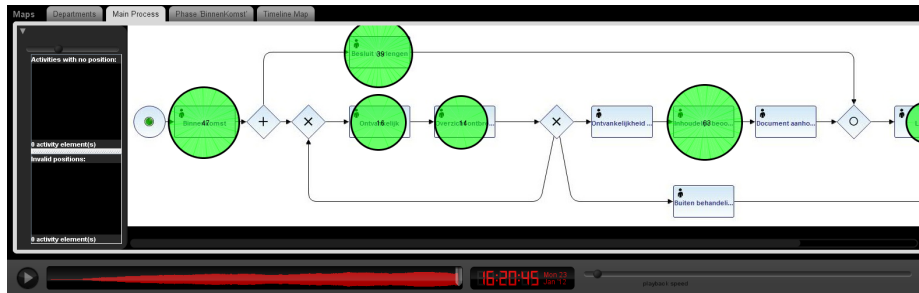 Maps
Departments
Main Process
Phase 'BinnenKomst'.
Timeline Map
Activities with no position:
0 activity element(s)
Invalid positions:
0 activity element(s)
39
47
Ontvankelijk
16
14
Ontvankelijkheid ...
63
Document aanho...
Buiten behandeli...
16:20:45
Mon 23
Jan 12
playback speed